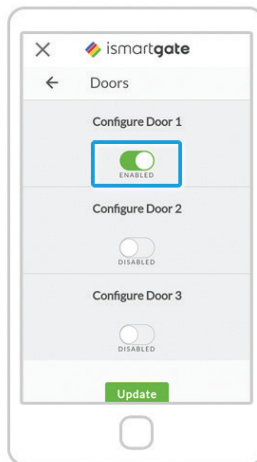 ismartgate
Doors
Configure Door 1
ENABLED
Configure Door 2
DISABLED
Configure Door 3
DISABLED
Update